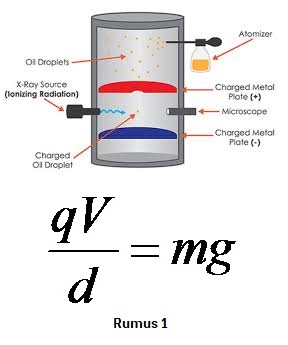 Atomizer
Oil Droplets
X-Ray Source
(Ionizing Radiation)
Charged Metal
Plate (+)
Microscope
Charged Metal
Plate (-)
Charged
Oil Droplet
qV
d
= mg
Rumus 1